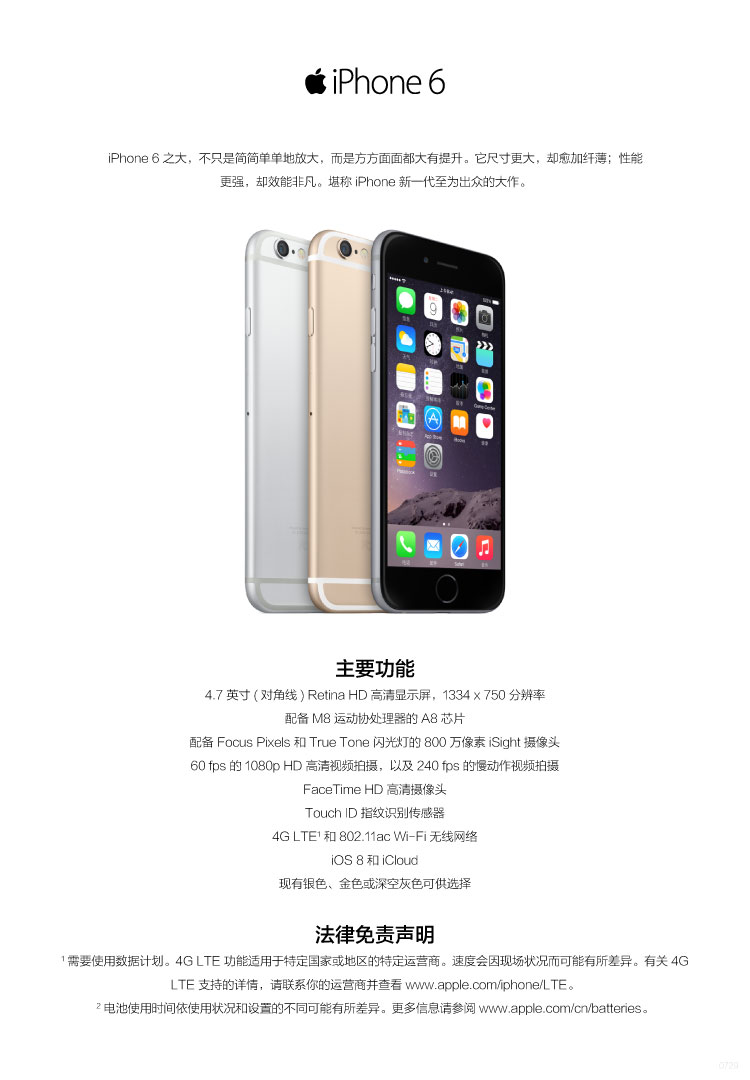 iPhone 6
iPhone 6 之大，不只是简简单单地放大，而是方方面面都大有提升。它尺寸更大，却愈加纤薄；性能
更强，却效能非凡。堪称 iPhone 新一代至为出众的大作。
主要功能
4.7 英寸 ( 对角线 ) Retina HD 高清显示屏，1334 x 750 分辨率
配备 M8 运动协处理器的 A8 芯片
配备 Focus Pixels 和 True Tone 闪光灯的 800 万像素 iSight 摄像头
60 fps 的 1080p HD 高清视频拍摄，以及 240 fps 的慢动作视频拍摄
FaceTime HD 高清摄像头
Touch ID 指纹识别传感器
4G LTE¹ 和 802.11ac Wi-Fi 无线网络
iOS 8 和 iCloud
现有银色、金色或深空灰色可供选择
法律免责声明
¹ 需要使用数据计划。4G LTE 功能适用于特定国家或地区的特定运营商。速度会因现场状况而可能有所差异。有关 4G
LTE 支持的详情，请联系你的运营商并查看 www.apple.com/iphone/LTE。
² 电池使用时间依使用状况和设置的不同可能有所差异。更多信息请参阅 www.apple.com/cn/batteries。
0729